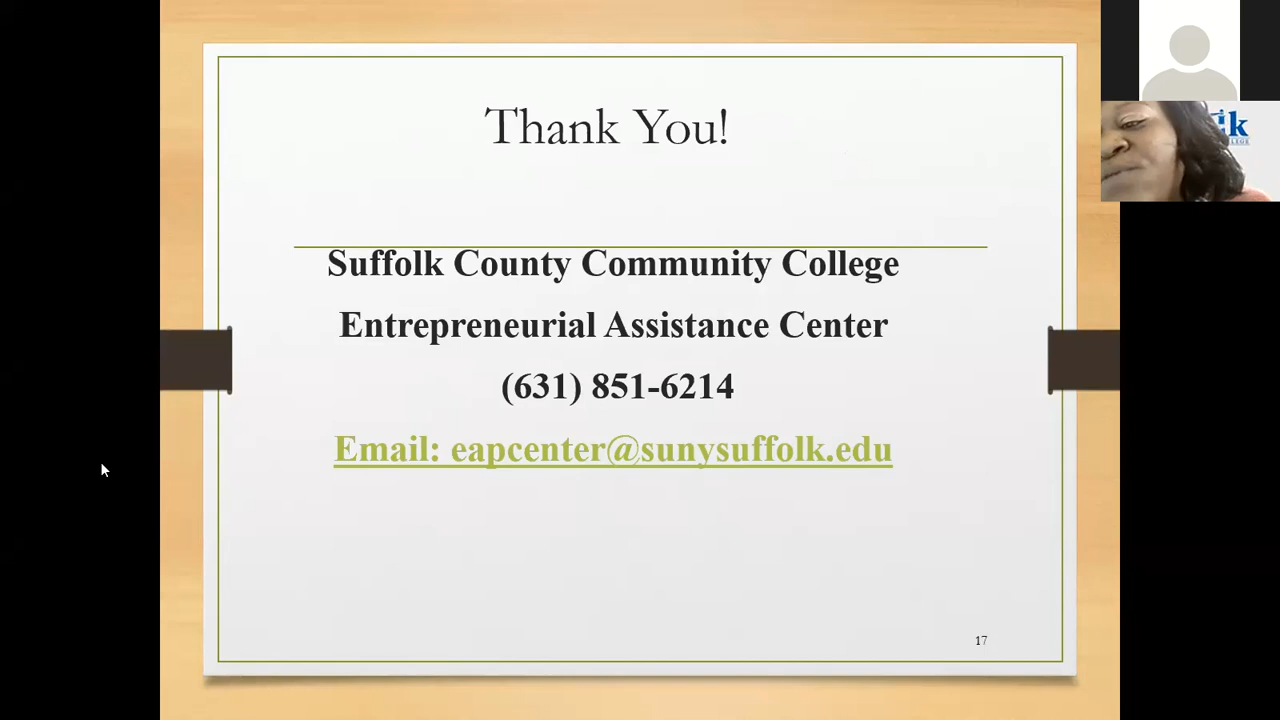 Thank You!
Suffolk County Community College
Entrepreneurial Assistance Center
(631) 851-6214
Email: eapcenter@sunysuffolk.edu
17